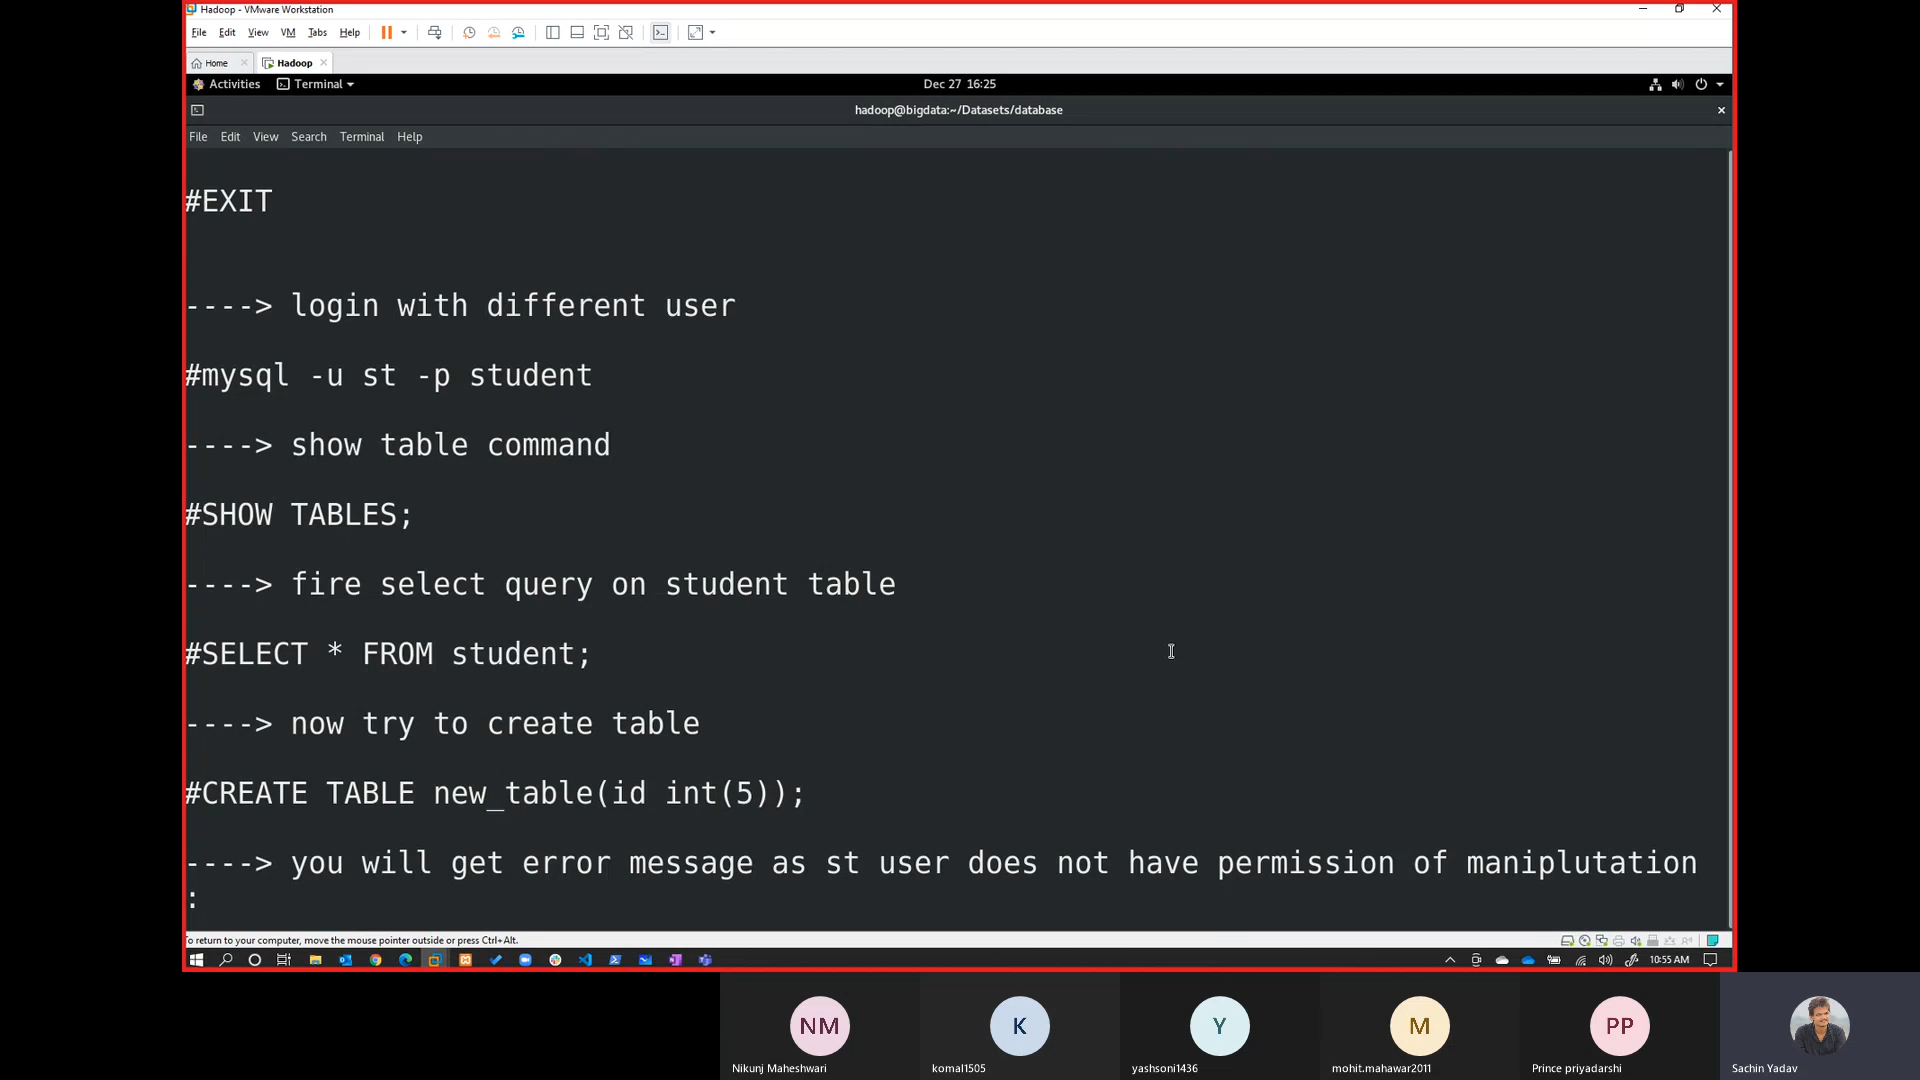 Hadoop - VMware Workstation
File Edit View VM Tabs Help
Home Hadoop
Activities Terminal Dec 27 16:25
hadoop@bigdata:~/Datasets/database
File Edit View Search Terminal Help
#EXIT
----> login with different user
#mysql -u st -p student
----> show table command
#SHOW TABLES;
----> fire select query on student table
#SELECT * FROM student;
----> now try to create table
#CREATE TABLE new_table(id int(5));
----> you will get error message as st user does not have permission of maniplutation
:
To return to your computer, move the mouse pointer outside or press Ctrl+Alt.
10:55 AM
NM K Y M PP
Nikunj Maheshwari komal1505 yashsoni1436 mohit.mahawar2011 Prince priyadarshi Sachin Yadav